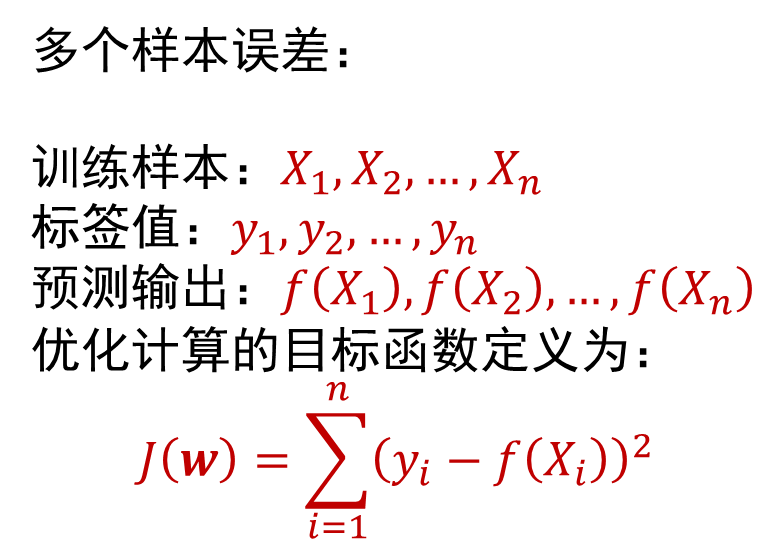 多个样本误差：
训练样本：X₁, X₂, …, Xₙ
标签值：y₁, y₂, …, yₙ
预测输出：f(X₁), f(X₂), …, f(Xₙ)
优化计算的目标函数定义为：
J(w) = ∑ᵢ₌₁ⁿ (yᵢ − f(Xᵢ))²